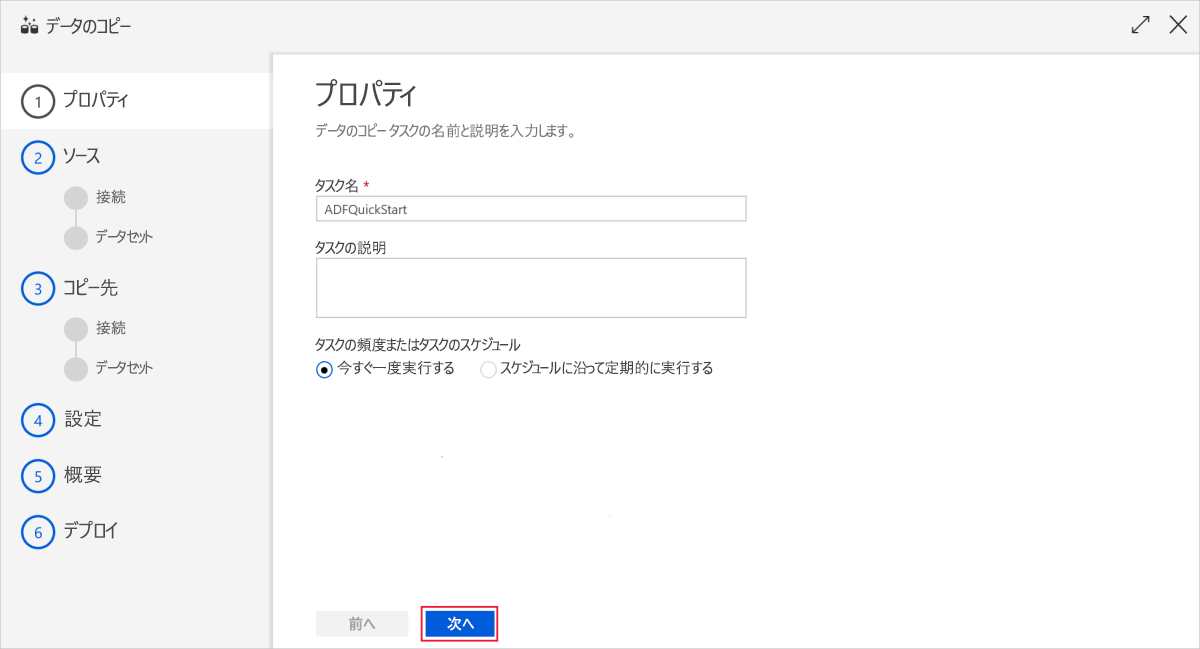 データのコピー
1 プロパティ
2 ソース
接続
データセット
3 コピー先
接続
データセット
4 設定
5 概要
6 デプロイ
プロパティ
データのコピー タスクの名前と説明を入力します。
タスク名 *
ADFQuickStart
タスクの説明
タスクの頻度またはタスクのスケジュール
今すぐ一度実行する スケジュールに沿って定期的に実行する
前へ 次へ